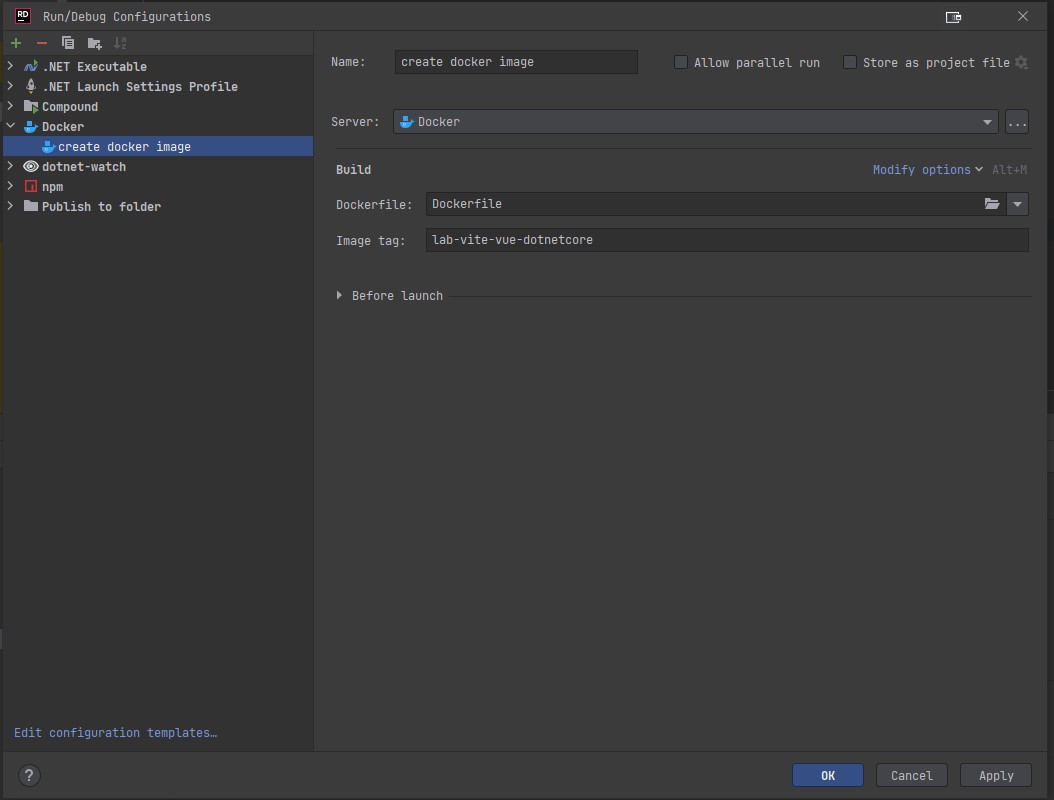 RD Run/Debug Configurations
.NET Executable
.NET Launch Settings Profile
Compound
Docker
create docker image
dotnet-watch
npm
Publish to folder
Edit configuration templates…
Name: create docker image Allow parallel run Store as project file
Server: Docker ...
Build Modify options Alt+M
Dockerfile: Dockerfile
Image tag: lab-vite-vue-dotnetcore
Before launch
? OK Cancel Apply